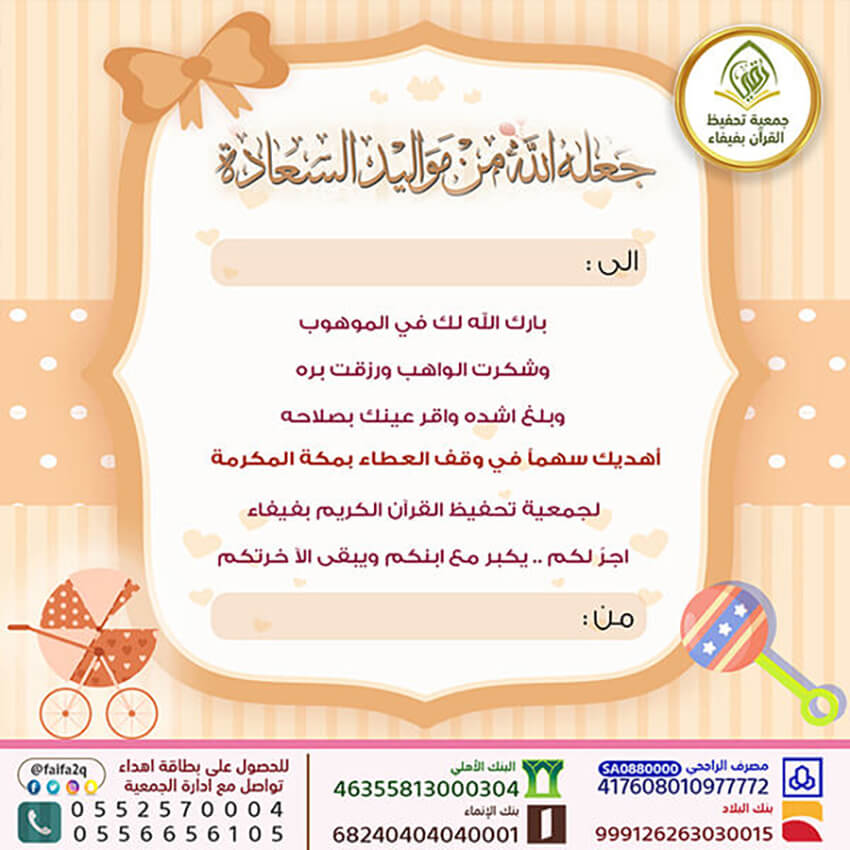 جمعية تحفيظ
القرآن بفيفاء
جعله الله من مواليد السعادة
الى :
بارك الله لك في الموهوب
وشكرت الواهب ورزقت بره
وبلغ اشده واقر عينك بصلاحه
أهديك سهماً في وقف العطاء بمكة المكرمة
لجمعية تحفيظ القرآن الكريم بفيفاء
اجرٌ لكم .. يكبر مع ابنكم ويبقى الآ خرتكم
من :
مصرف الراجحي SA0880000
417608010977772
بنك البلاد
999126263030015
البنك الأهلي
46355813000304
بنك الإنماء
68240404040001
للحصول على بطاقة اهداء
تواصل مع ادارة الجمعية
@faifa2q
0552570004
0556656105